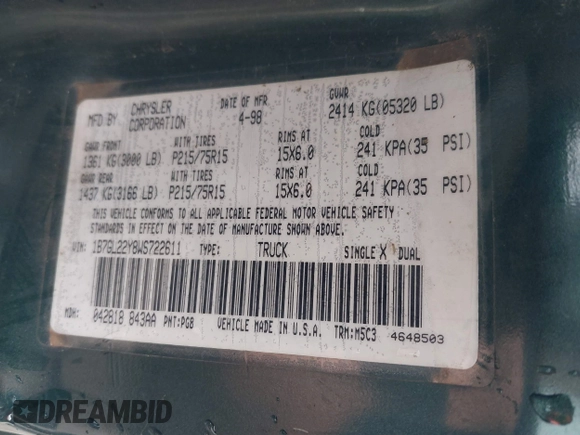 MFD BY CHRYSLER CORPORATION DATE OF MFR 4-98 GVWR 2414 KG(05320 LB)
GAWR FRONT WITH TIRES RIMS AT COLD
1361 KG(3000 LB) P215/75R15 15X6.0 241 KPA(35 PSI)
GAWR REAR WITH TIRES RIMS AT COLD
1437 KG(3166 LB) P215/75R15 15X6.0 241 KPA(35 PSI)
THIS VEHICLE CONFORMS TO ALL APPLICABLE FEDERAL MOTOR VEHICLE SAFETY
STANDARDS IN EFFECT ON THE DATE OF MANUFACTURE SHOWN ABOVE.
VIN: 1B7GL22Y8WS722611 TYPE: TRUCK SINGLE X DUAL
MDH: 042818 843AA PNT:PG8 VEHICLE MADE IN U.S.A. TRM:M5C3 4648503
DREAMBID